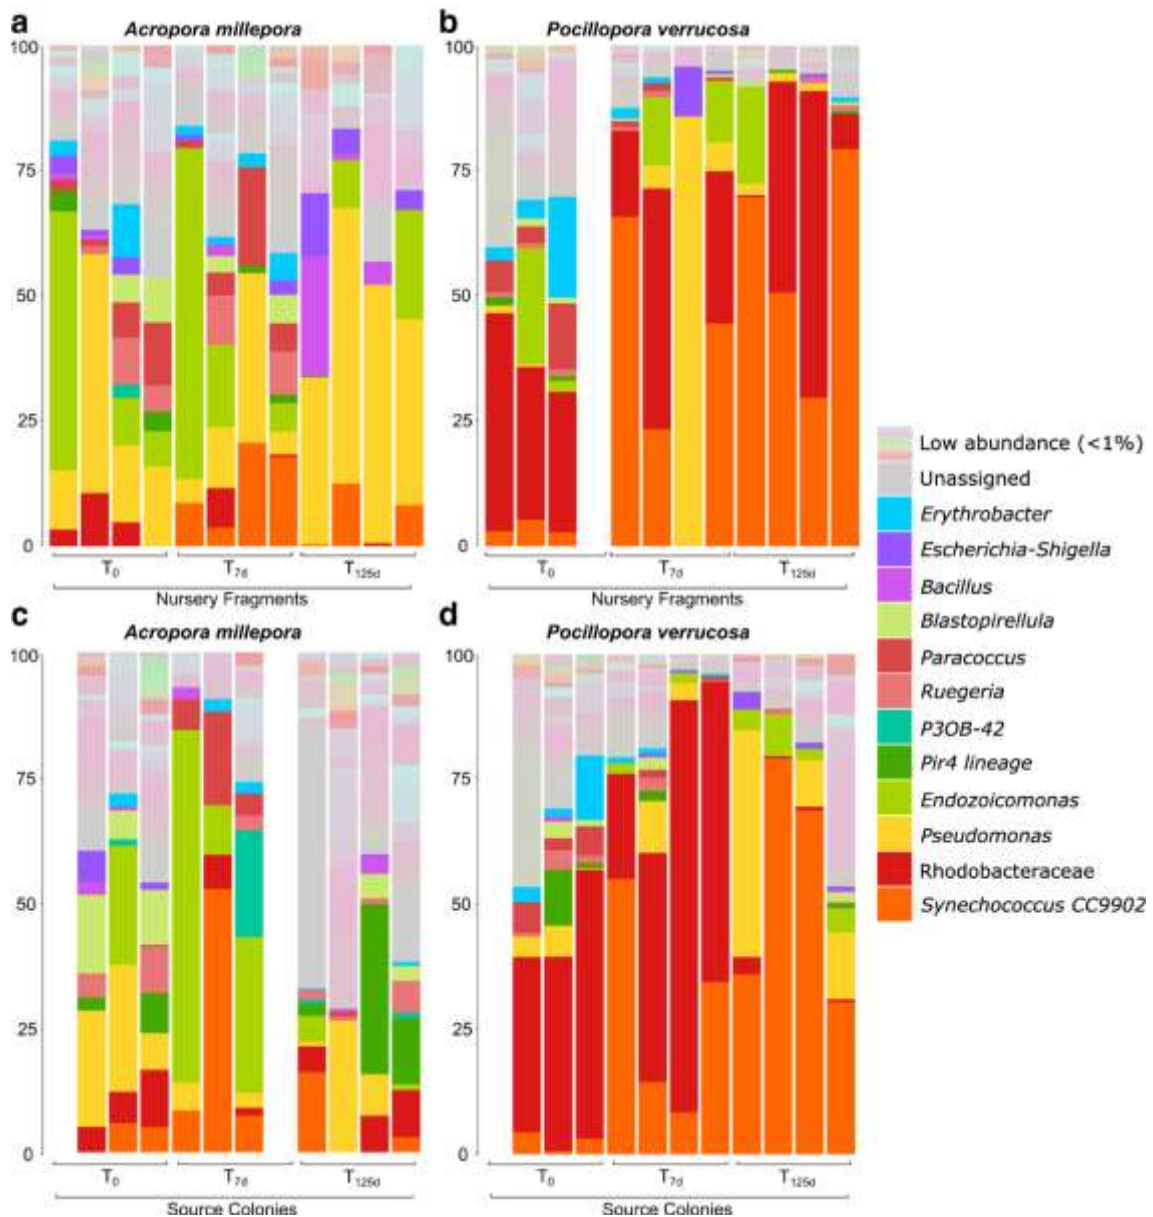 a
Acropora millepora
b
Pocillopora verrucosa
100
75
50
25
0
T0
T7d
T125d
Nursery Fragments
100
75
50
25
0
T0
T7d
T125d
Nursery Fragments
c
Acropora millepora
d
Pocillopora verrucosa
100
75
50
25
0
T0
T7d
T125d
Source Colonies
100
75
50
25
0
T0
T7d
T125d
Source Colonies
Low abundance (<1%)
Unassigned
Erythrobacter
Escherichia-Shigella
Bacillus
Blastopirellula
Paracoccus
Ruegeria
P3OB-42
Pir4 lineage
Endozoicomonas
Pseudomonas
Rhodobacteraceae
Synechococcus CC9902